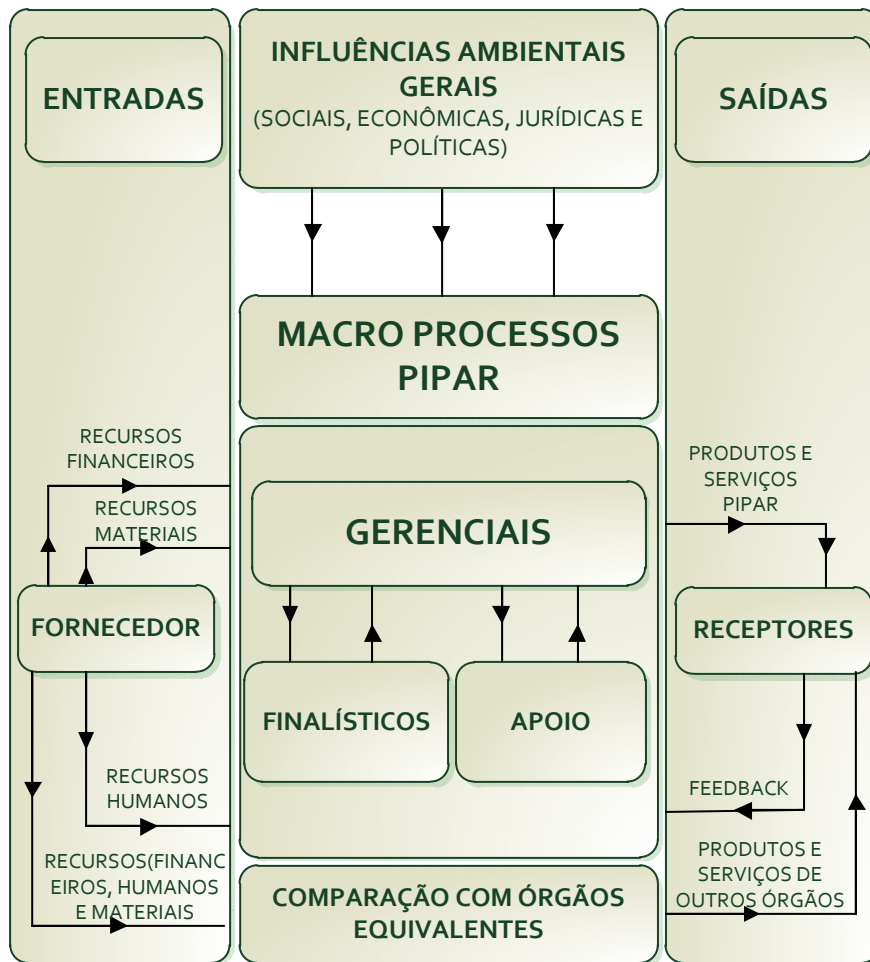 ENTRADAS
INFLUÊNCIAS AMBIENTAIS
GERAIS
(SOCIAIS, ECONÔMICAS, JURÍDICAS E
POLÍTICAS)
SAÍDAS
MACRO PROCESSOS
PIPAR
RECURSOS
FINANCEIROS
RECURSOS
MATERIAIS
FORNECEDOR
RECURSOS
HUMANOS
RECURSOS(FINANC
EIROS, HUMANOS
E MATERIAIS
GERENCIAIS
FINALÍSTICOS
APOIO
COMPARAÇÃO COM ÓRGÃOS
EQUIVALENTES
PRODUTOS E
SERVIÇOS
PIPAR
RECEPTORES
FEEDBACK
PRODUTOS E
SERVIÇOS DE
OUTROS ÓRGÃOS